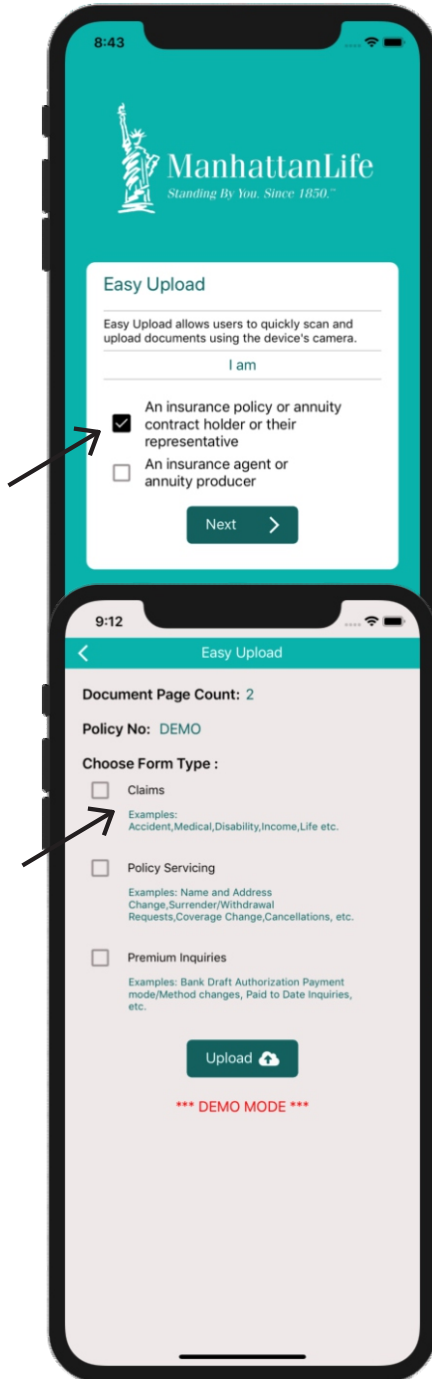 8:43
ManhattanLife
Standing By You. Since 1850.™
Easy Upload
Easy Upload allows users to quickly scan and
upload documents using the device's camera.
I am
An insurance policy or annuity
contract holder or their
representative
An insurance agent or
annuity producer
Next
9:12
Easy Upload
Document Page Count: 2
Policy No: DEMO
Choose Form Type :
Claims
Examples:
Accident,Medical,Disability,Income,Life etc.
Policy Servicing
Examples: Name and Address
Change,Surrender/Withdrawal
Requests,Coverage Change,Cancellations, etc.
Premium Inquiries
Examples: Bank Draft Authorization Payment
mode/Method changes, Paid to Date Inquiries,
etc.
Upload
*** DEMO MODE ***